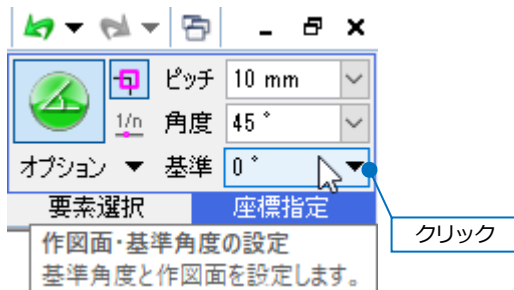 ピッチ 10 mm
1/n 角度 45 °
オプション ▼ 基準 0 °
要素選択 座標指定
クリック
作図面・基準角度の設定
基準角度と作図面を設定します。